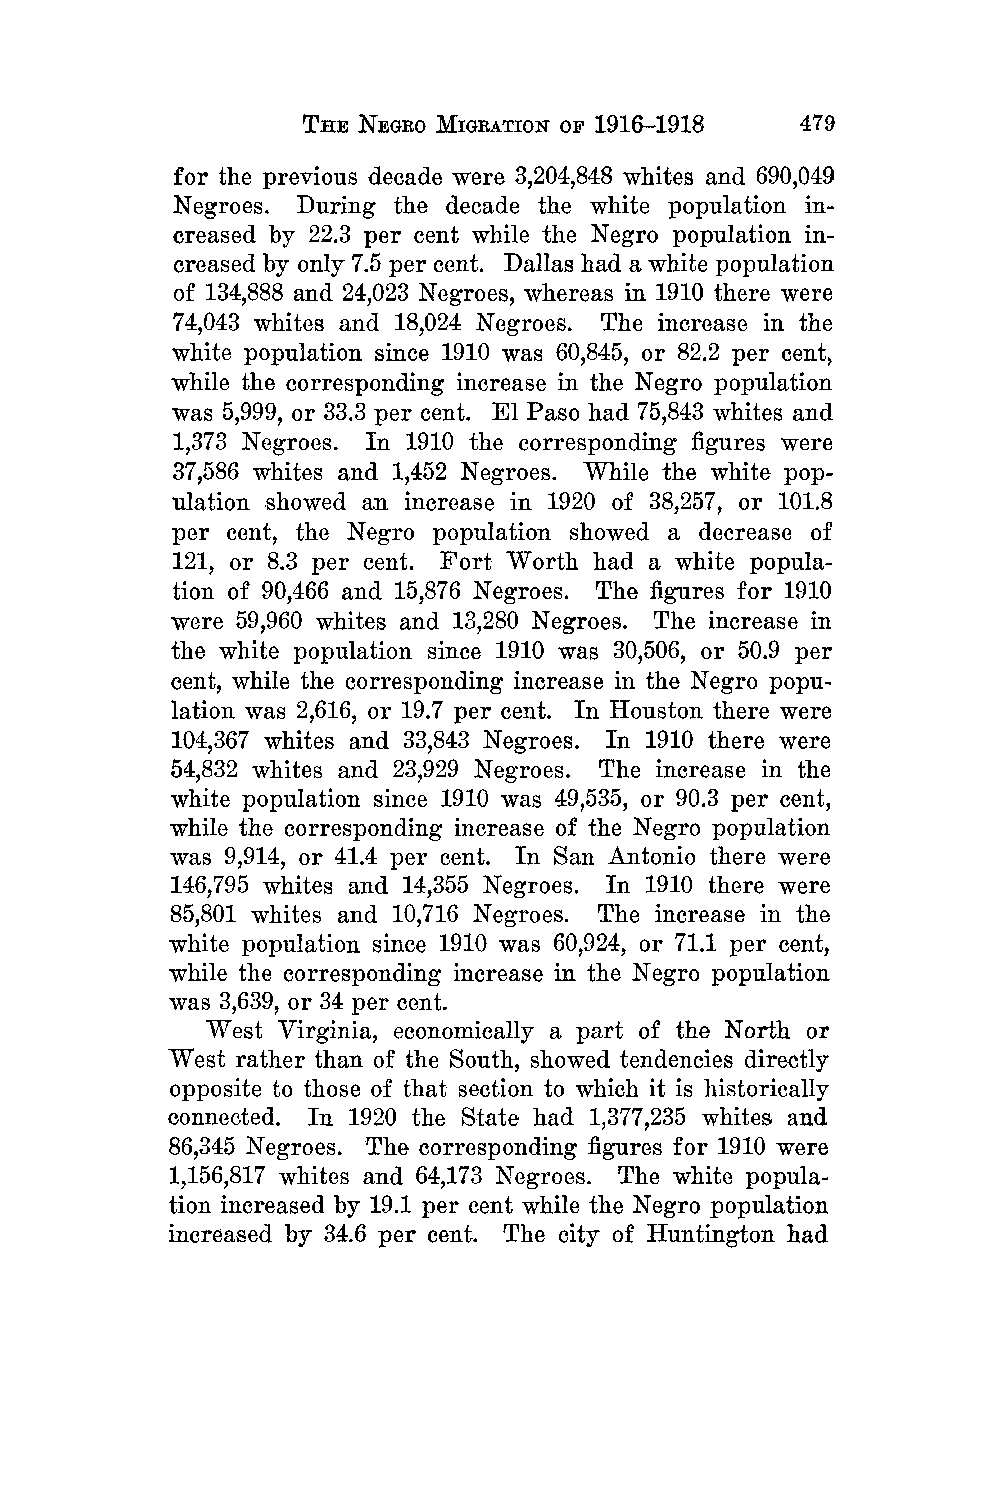 The Negro Migration of 1916–1918 479
for the previous decade were 3,204,848 whites and 690,049
Negroes. During the decade the white population in-
creased by 22.3 per cent while the Negro population in-
creased by only 7.5 per cent. Dallas had a white population
of 134,888 and 24,023 Negroes, whereas in 1910 there were
74,043 whites and 18,024 Negroes. The increase in the
white population since 1910 was 60,845, or 82.2 per cent,
while the corresponding increase in the Negro population
was 5,999, or 33.3 per cent. El Paso had 75,843 whites and
1,373 Negroes. In 1910 the corresponding figures were
37,586 whites and 1,452 Negroes. While the white pop-
ulation showed an increase in 1920 of 38,257, or 101.8
per cent, the Negro population showed a decrease of
121, or 8.3 per cent. Fort Worth had a white popula-
tion of 90,466 and 15,876 Negroes. The figures for 1910
were 59,960 whites and 13,280 Negroes. The increase in
the white population since 1910 was 30,506, or 50.9 per
cent, while the corresponding increase in the Negro popu-
lation was 2,616, or 19.7 per cent. In Houston there were
104,367 whites and 33,843 Negroes. In 1910 there were
54,832 whites and 23,929 Negroes. The increase in the
white population since 1910 was 49,535, or 90.3 per cent,
while the corresponding increase of the Negro population
was 9,914, or 41.4 per cent. In San Antonio there were
146,795 whites and 14,355 Negroes. In 1910 there were
85,801 whites and 10,716 Negroes. The increase in the
white population since 1910 was 60,924, or 71.1 per cent,
while the corresponding increase in the Negro population
was 3,639, or 34 per cent.
West Virginia, economically a part of the North or
West rather than of the South, showed tendencies directly
opposite to those of that section to which it is historically
connected. In 1920 the State had 1,377,235 whites and
86,345 Negroes. The corresponding figures for 1910 were
1,156,817 whites and 64,173 Negroes. The white popula-
tion increased by 19.1 per cent while the Negro population
increased by 34.6 per cent. The city of Huntington had